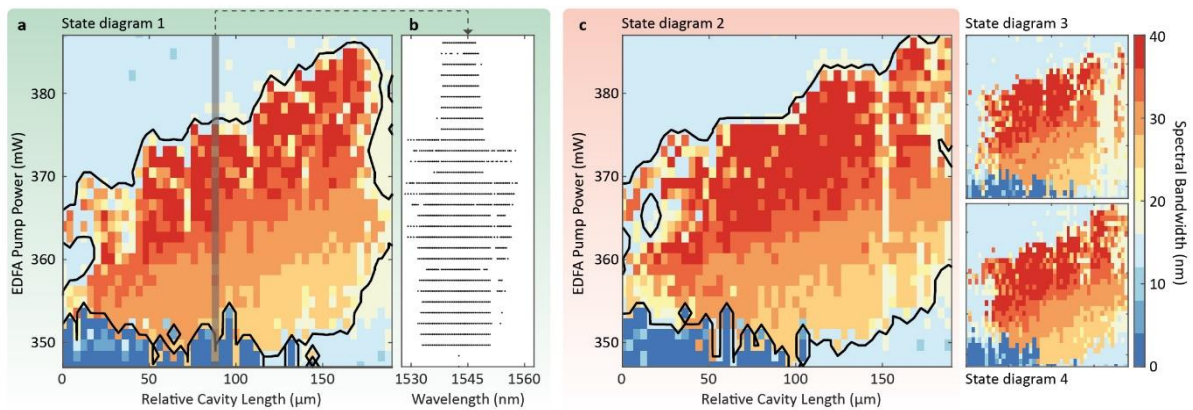 a State diagram 1
b
c State diagram 2
State diagram 3
EDFA Pump Power (mW)
380
370
360
350
0 50 100 150
Relative Cavity Length (μm)
1530 1545 1560
Wavelength (nm)
EDFA Pump Power (mW)
380
370
360
350
0 50 100 150
Relative Cavity Length (μm)
State diagram 4
40
30
20
10
0
Spectral Bandwidth (nm)